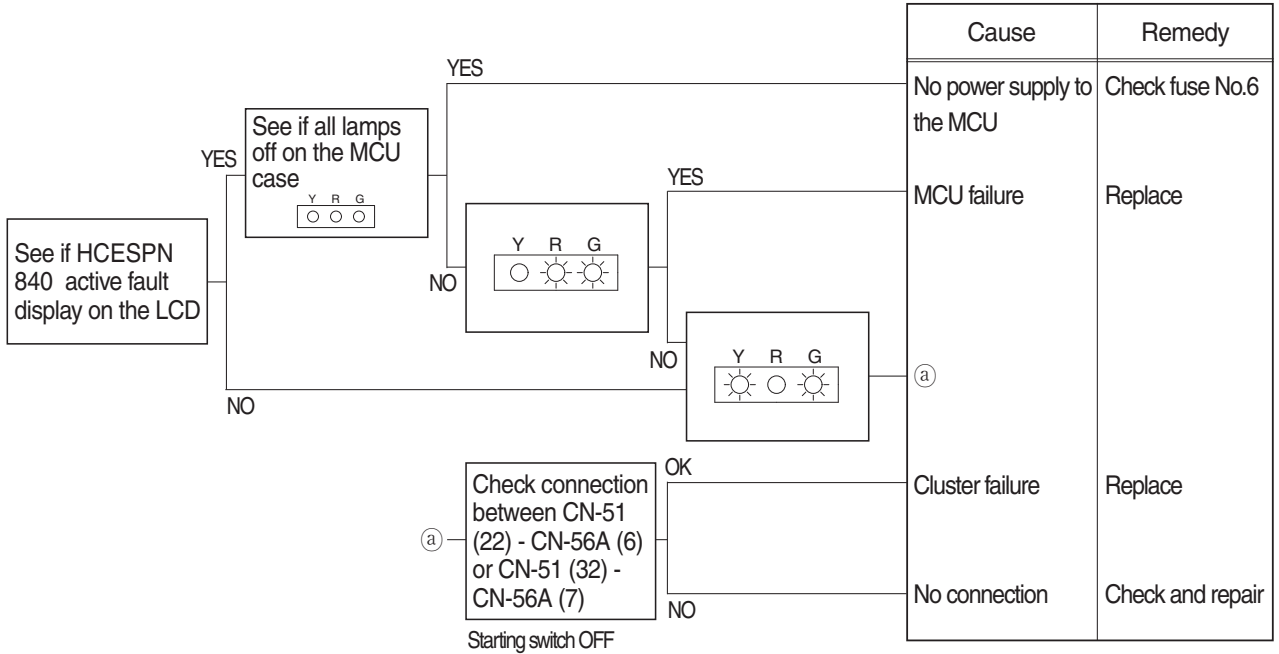 Cause Remedy
YES
No power supply to Check fuse No.6
the MCU
See if all lamps
off on the MCU
case
Y R G
YES
YES
MCU failure Replace
See if HCESPN
840 active fault
display on the LCD
Y R G
NO
NO
Y R G
ⓐ
NO
Check connection
between CN-51
(22) - CN-56A (6)
or CN-51 (32) -
CN-56A (7)
OK
Cluster failure Replace
ⓐ
No connection Check and repair
NO
Starting switch OFF